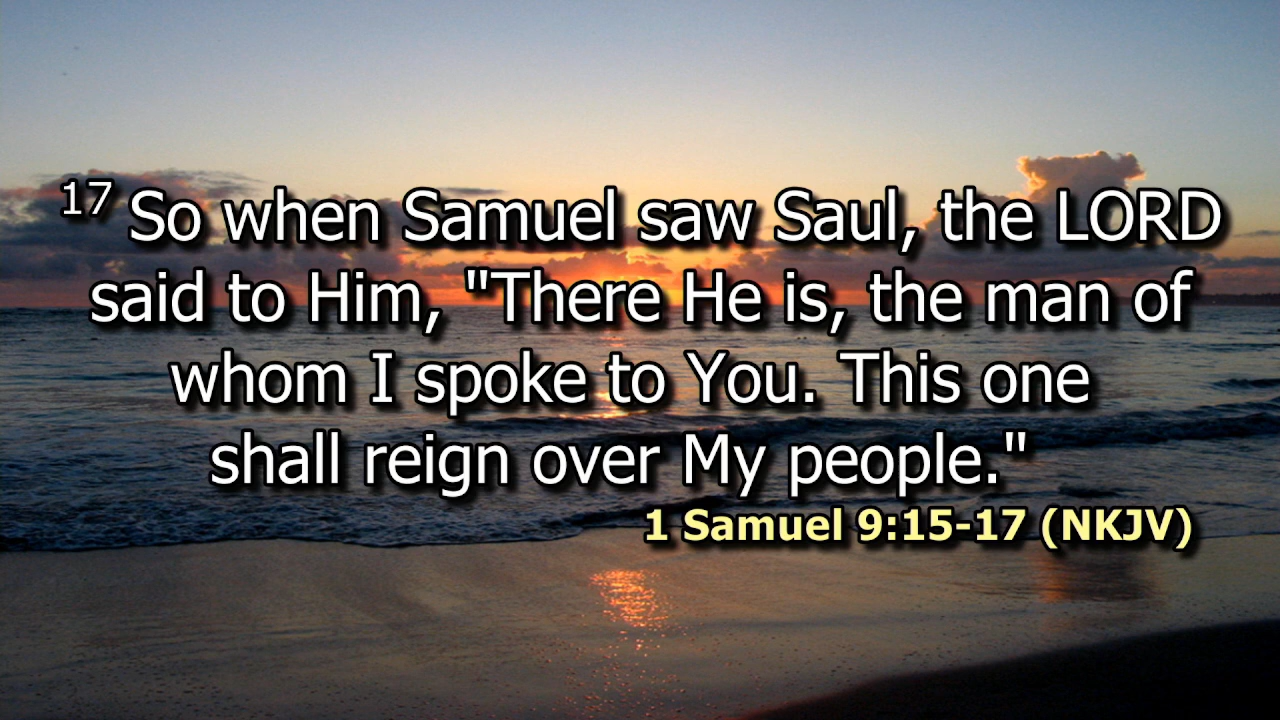 17 So when Samuel saw Saul, the LORD
said to Him, "There He is, the man of
whom I spoke to You. This one
shall reign over My people."
1 Samuel 9:15-17 (NKJV)